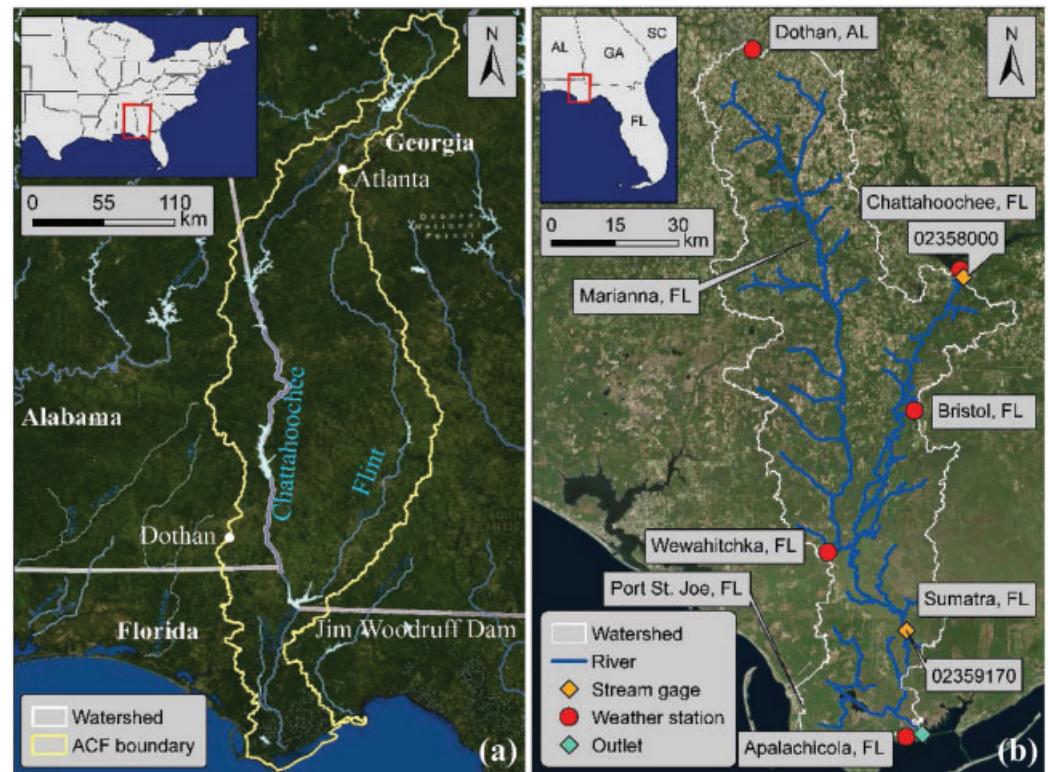 N
Georgia
Atlanta
0 55 110
km
Alabama
Chattahoochee
Flint
Dothan
Florida
Jim Woodruff Dam
Watershed
ACF boundary
(a)
AL
GA
SC
FL
N
Dothan, AL
0 15 30
km
Chattahoochee, FL
02358000
Marianna, FL
Bristol, FL
Wewahitchka, FL
Port St. Joe, FL
Sumatra, FL
02359170
Apalachicola, FL
Watershed
River
Stream gage
Weather station
Outlet
(b)